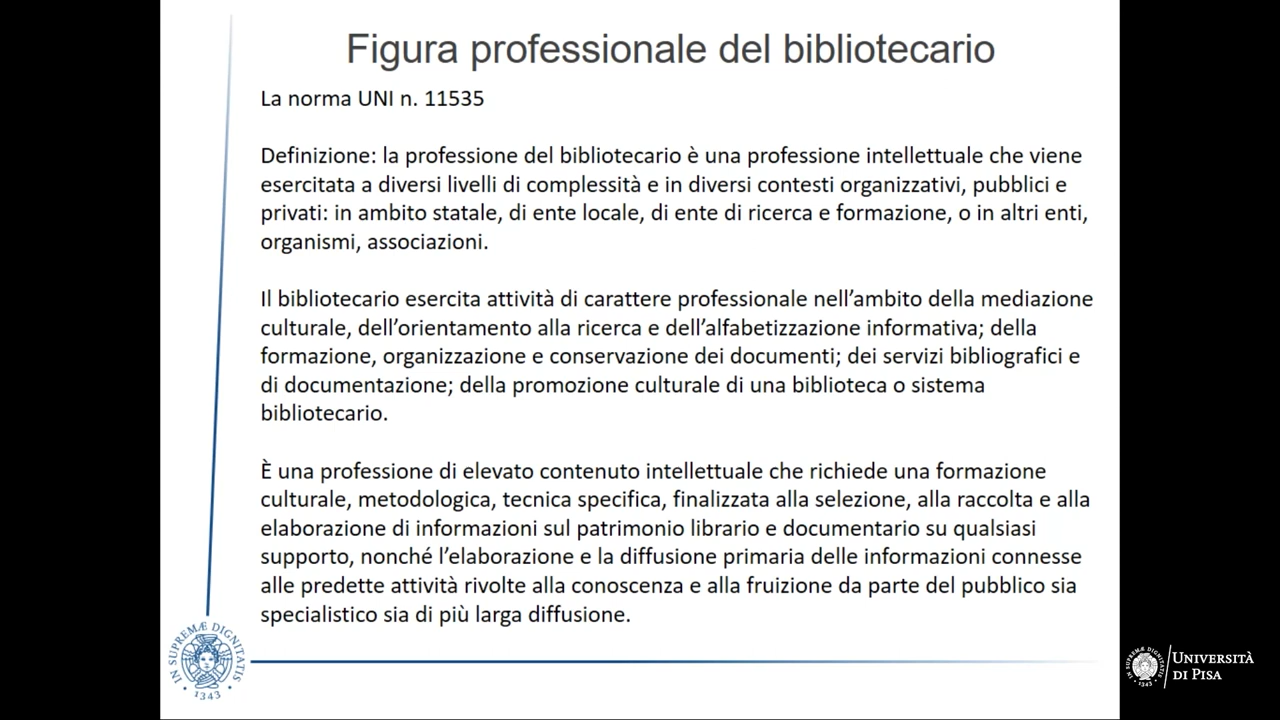 Figura professionale del bibliotecario
La norma UNI n. 11535
Definizione: la professione del bibliotecario è una professione intellettuale che viene
esercitata a diversi livelli di complessità e in diversi contesti organizzativi, pubblici e
privati: in ambito statale, di ente locale, di ente di ricerca e formazione, o in altri enti,
organismi, associazioni.
Il bibliotecario esercita attività di carattere professionale nell’ambito della mediazione
culturale, dell’orientamento alla ricerca e dell’alfabetizzazione informativa; della
formazione, organizzazione e conservazione dei documenti; dei servizi bibliografici e
di documentazione; della promozione culturale di una biblioteca o sistema
bibliotecario.
È una professione di elevato contenuto intellettuale che richiede una formazione
culturale, metodologica, tecnica specifica, finalizzata alla selezione, alla raccolta e alla
elaborazione di informazioni sul patrimonio librario e documentario su qualsiasi
supporto, nonché l’elaborazione e la diffusione primaria delle informazioni connesse
alle predette attività rivolte alla conoscenza e alla fruizione da parte del pubblico sia
specialistico sia di più larga diffusione.
IN SUPREMÆ DIGNITATIS
1343
IN SUPREMÆ DIGNITATIS
1343
UNIVERSITÀ
DI PISA